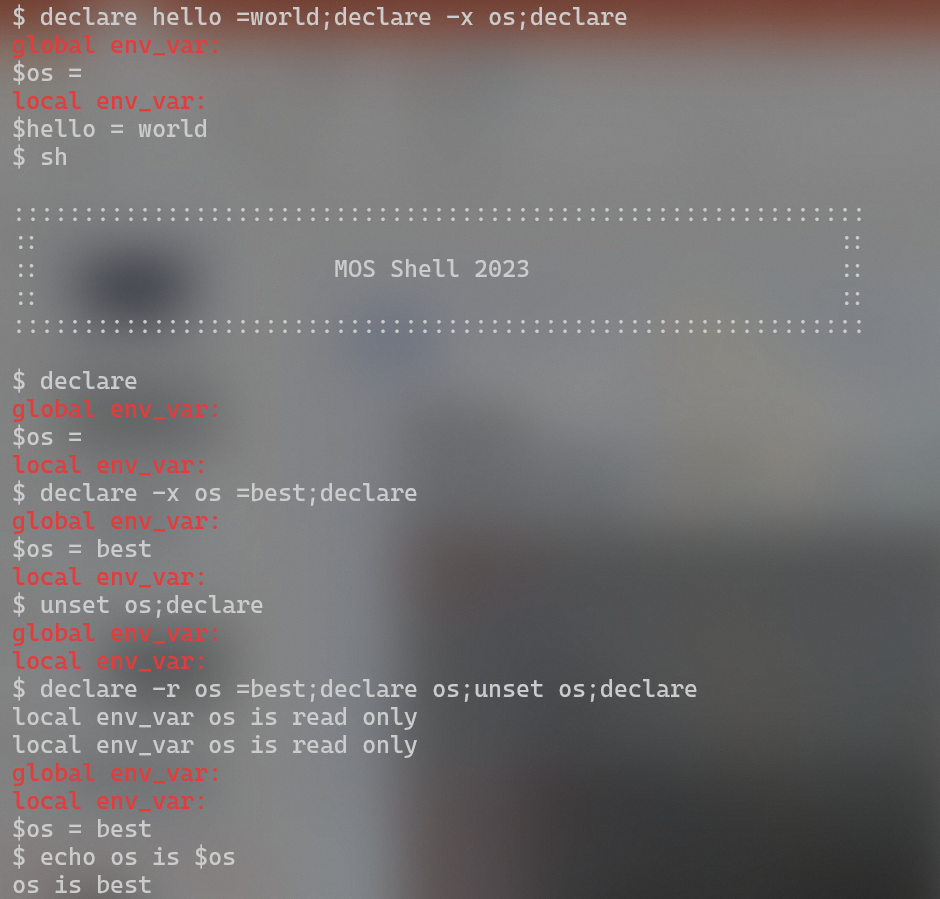 $ declare hello =world;declare -x os;declare
global env_var:
$os =
local env_var:
$hello = world
$ sh
:::::::::::::::::::::::::::::::::::::::::::::::::::::::::::::
::                                                         ::
::                     MOS Shell 2023                      ::
::                                                         ::
:::::::::::::::::::::::::::::::::::::::::::::::::::::::::::::
$ declare
global env_var:
$os =
local env_var:
$ declare -x os =best;declare
global env_var:
$os = best
local env_var:
$ unset os;declare
global env_var:
local env_var:
$ declare -r os =best;declare os;unset os;declare
local env_var os is read only
local env_var os is read only
global env_var:
local env_var:
$os = best
$ echo os is $os
os is best